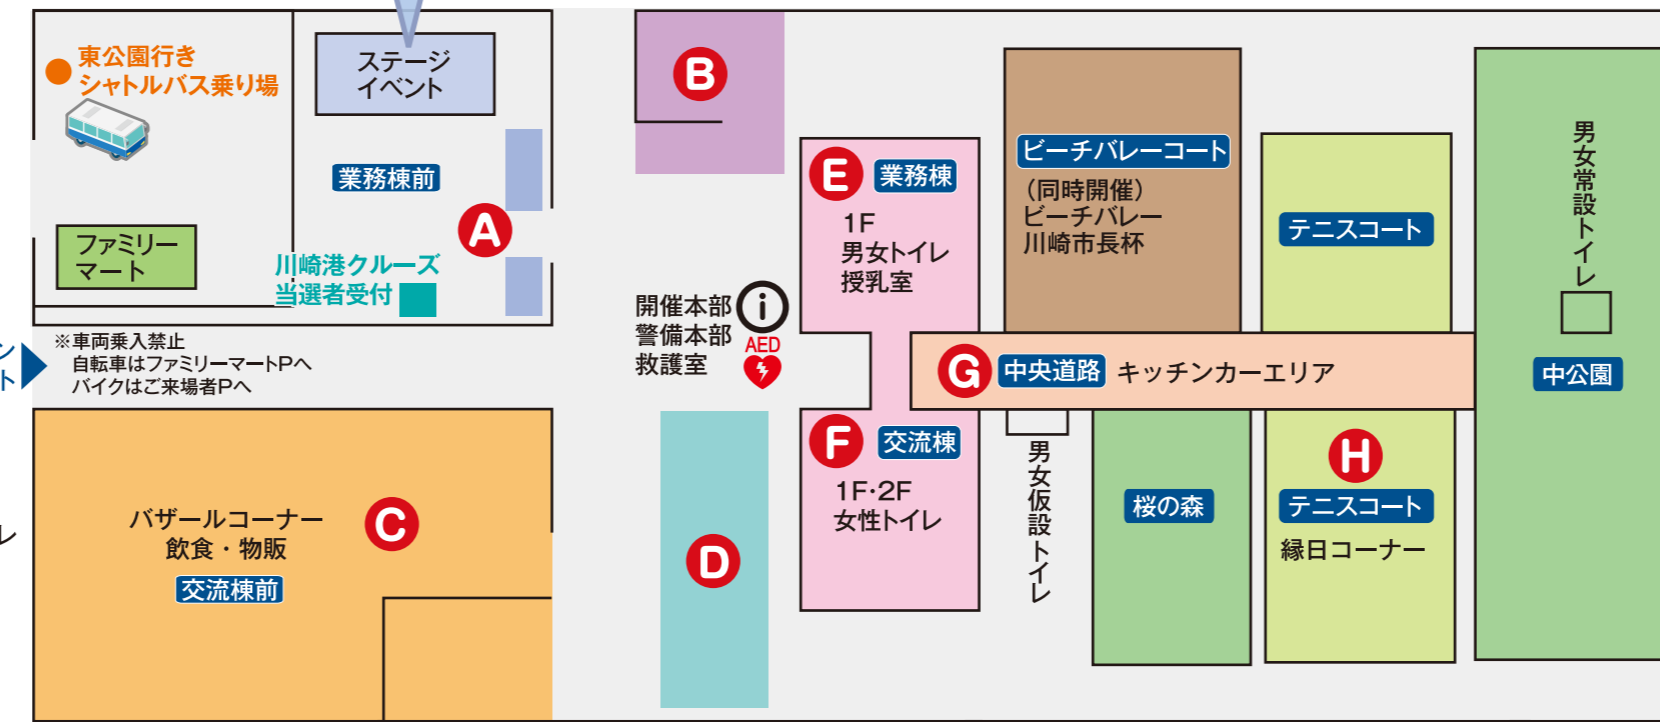 東公園行き
シャトルバス乗り場
ステージ
イベント
業務棟前
A
ファミリー
マート
川崎港クルーズ
当選者受付
※車両乗入禁止
自転車はファミリーマートPへ
バイクはご来場者Pへ
バザールコーナー
飲食・物販
交流棟前
C
B
開催本部
警備本部
救護室
i
AED
D
E 業務棟
1F
男女トイレ
授乳室
F 交流棟
1F・2F
女性トイレ
ビーチバレーコート
（同時開催）
ビーチバレー
川崎市長杯
テニスコート
G 中央道路 キッチンカーエリア
男女仮設トイレ
桜の森
H
テニスコート
縁日コーナー
男女常設トイレ
中公園
ン
ト
レ